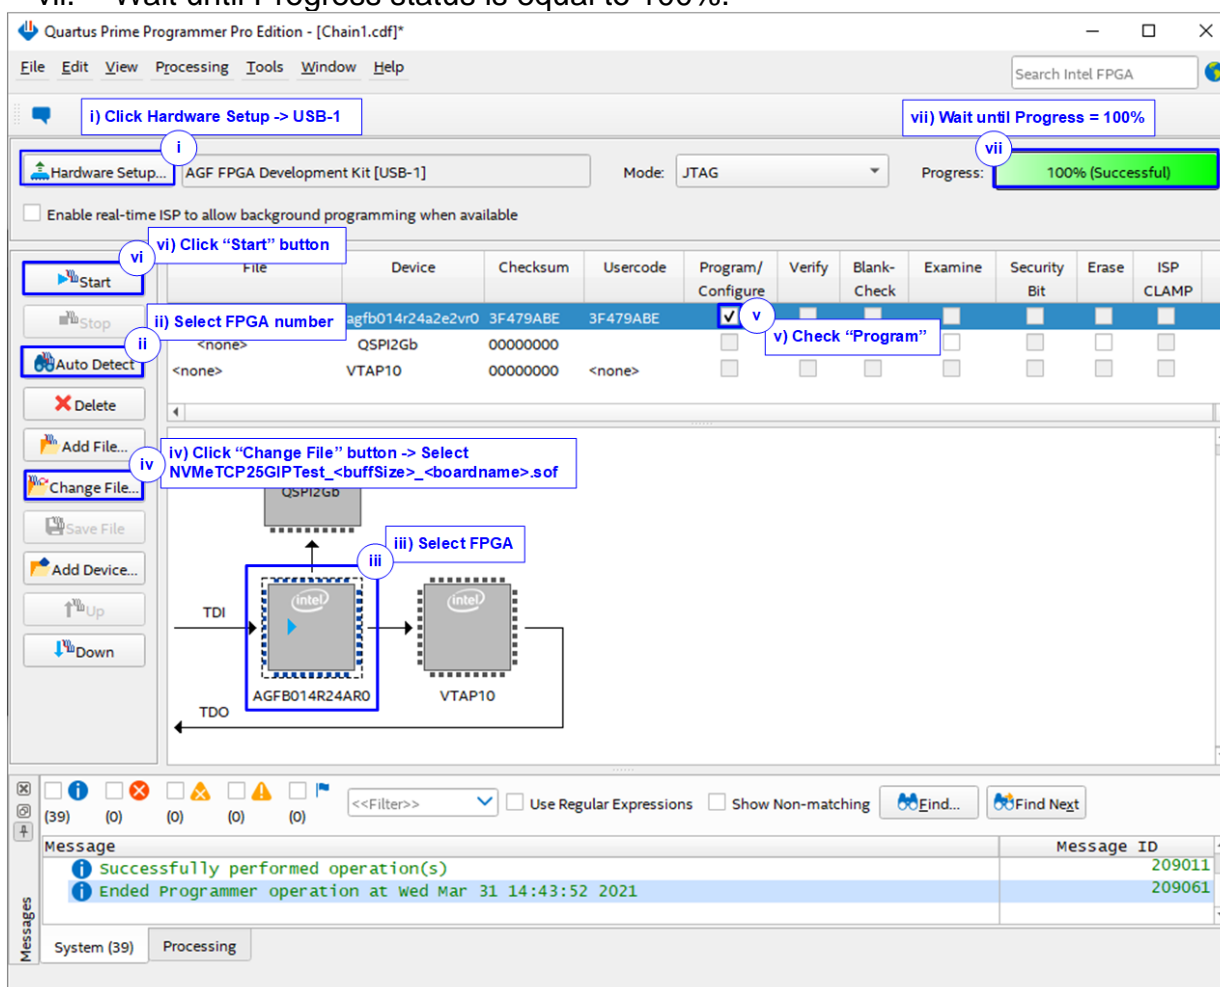 vii. Wait until Progress status is equal to 100%.
Quartus Prime Programmer Pro Edition - [Chain1.cdf]*
File Edit View Processing Tools Window Help
Search Intel FPGA
i) Click Hardware Setup -> USB-1
vii) Wait until Progress = 100%
i
vii
Hardware Setup... AGF FPGA Development Kit [USB-1] Mode: JTAG Progress: 100% (Successful)
Enable real-time ISP to allow background programming when available
vi) Click “Start” button
vi
Start
File Device Checksum Usercode Program/ Configure Verify Blank- Check Examine Security Bit Erase ISP CLAMP
Stop
ii) Select FPGA number
agfb014r24a2e2vr0 3F479ABE 3F479ABE
v
v) Check “Program”
ii
<none> QSPI2Gb 00000000
Auto Detect
<none> VTAP10 00000000 <none>
Delete
Add File...
iv) Click “Change File” button -> Select
NVMeTCP25GIPTest_<buffSize>_<boardname>.sof
iv
Change File...
QSPI2Gb
Save File
iii) Select FPGA
iii
Add Device...
intel
intel
Up
TDI
Down
AGFB014R24AR0
VTAP10
TDO
(39) (0) (0) (0) (0)
<<Filter>> Use Regular Expressions Show Non-matching Find... Find Next
Message Message ID
Successfully performed operation(s) 209011
Ended Programmer operation at Wed Mar 31 14:43:52 2021 209061
Messages
System (39) Processing